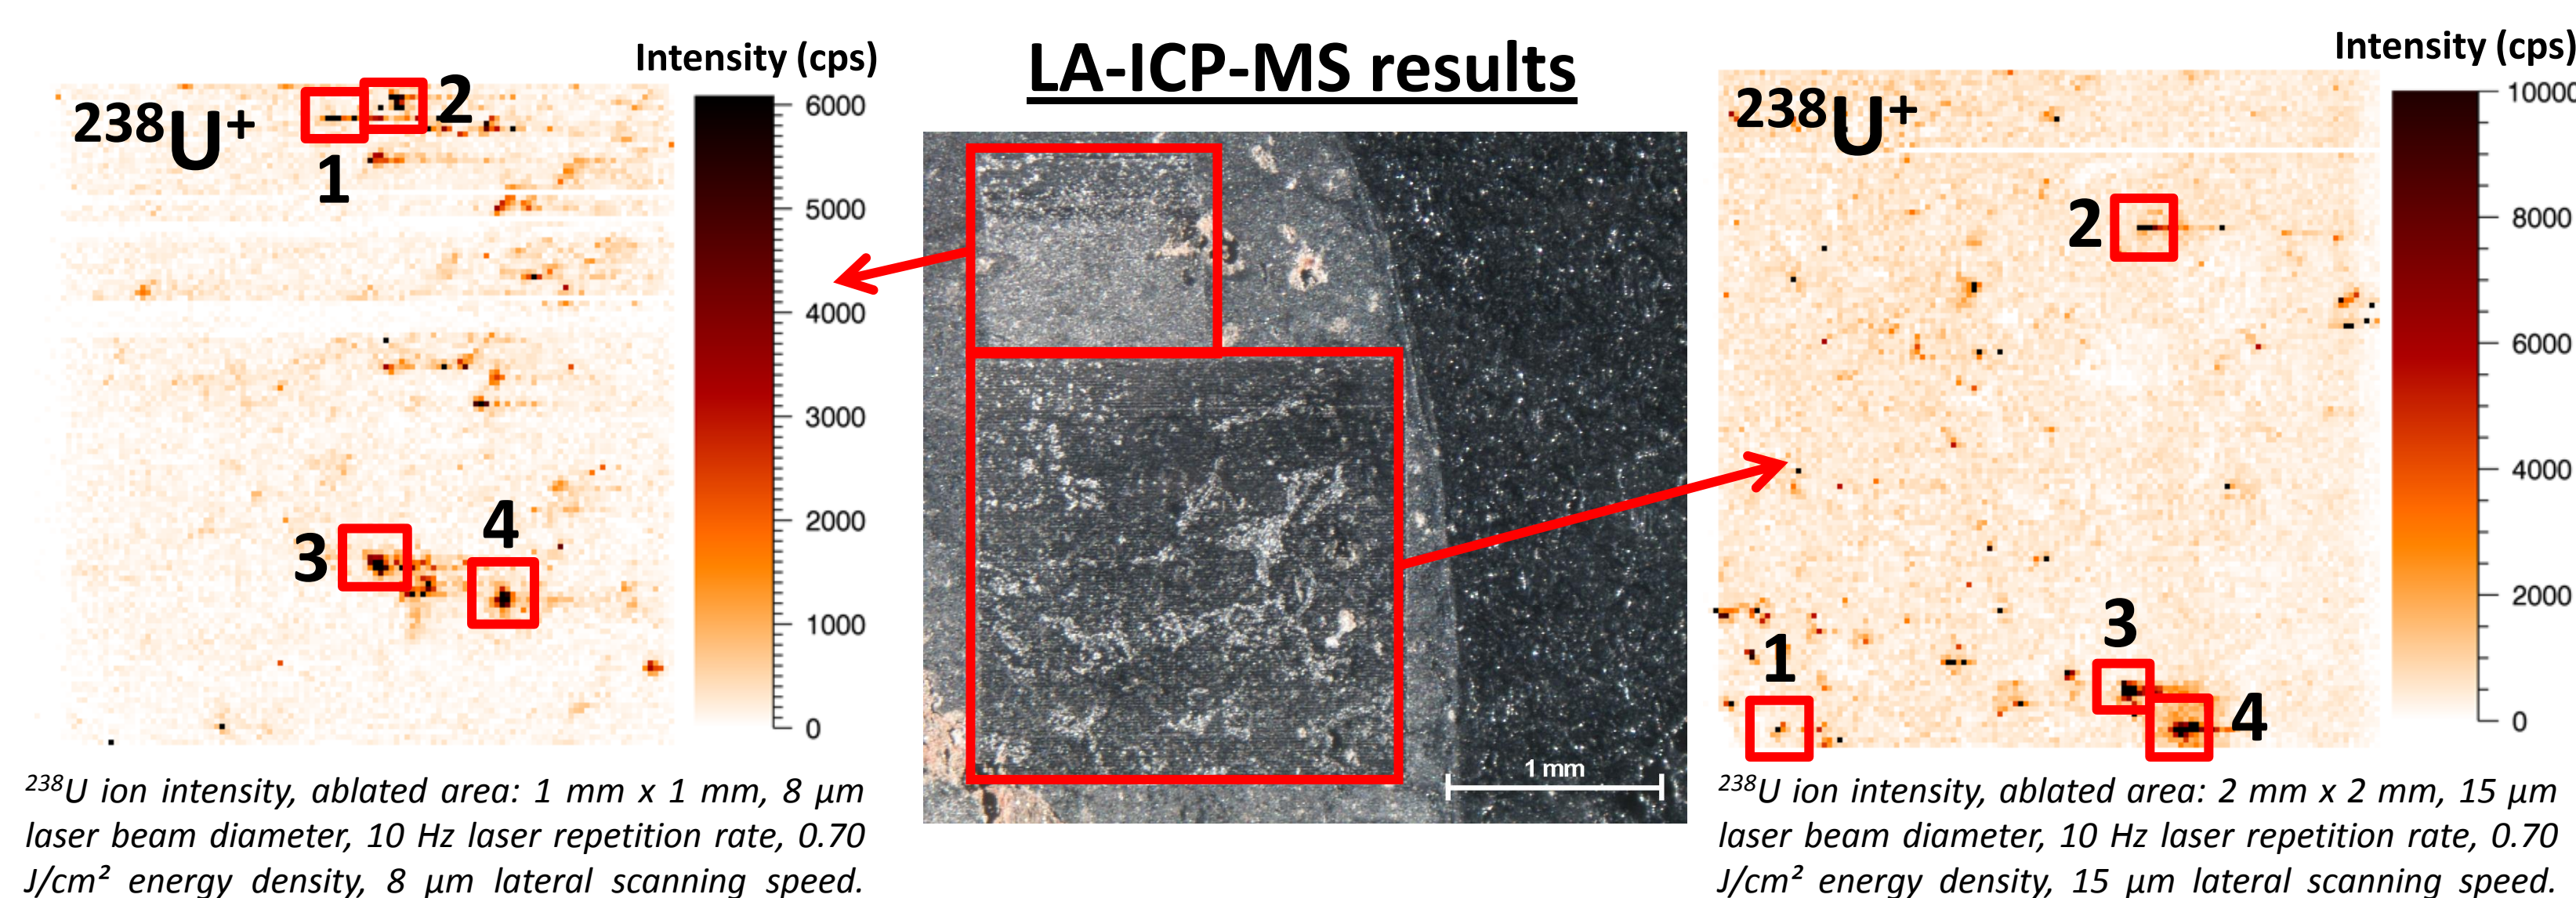 LA-ICP-MS results
Intensity (cps)
238U+
1
2
3
4
6000
5000
4000
3000
2000
1000
0
238U ion intensity, ablated area: 1 mm x 1 mm, 8 µm
laser beam diameter, 10 Hz laser repetition rate, 0.70
J/cm² energy density, 8 µm lateral scanning speed.
1 mm
Intensity (cps)
238U+
2
1
3
4
10000
8000
6000
4000
2000
0
238U ion intensity, ablated area: 2 mm x 2 mm, 15 µm
laser beam diameter, 10 Hz laser repetition rate, 0.70
J/cm² energy density, 15 µm lateral scanning speed.